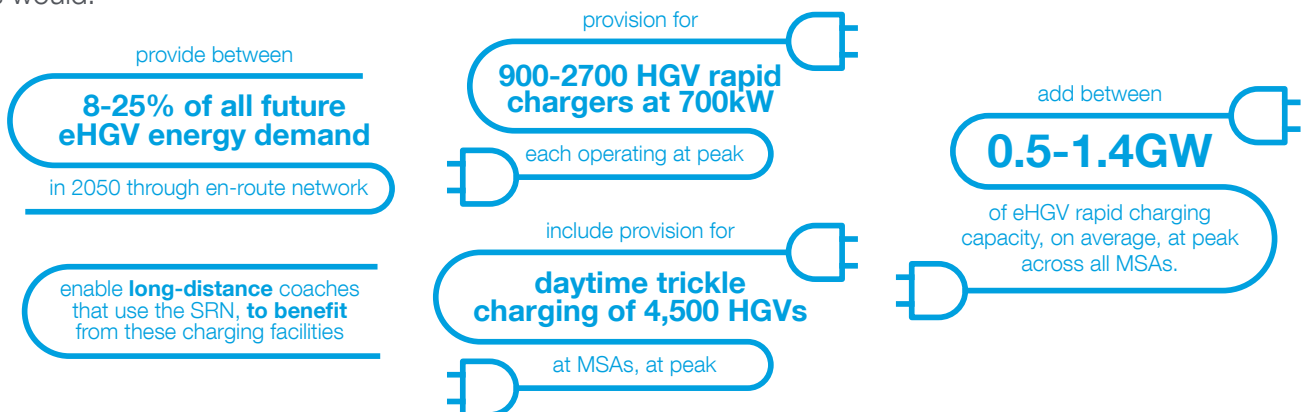 would:
provide between
8-25% of all future
eHGV energy demand
in 2050 through en-route network
enable long-distance coaches
that use the SRN, to benefit
from these charging facilities
provision for
900-2700 HGV rapid
chargers at 700kW
each operating at peak
include provision for
daytime trickle
charging of 4,500 HGVs
at MSAs, at peak
add between
0.5-1.4GW
of eHGV rapid charging
capacity, on average, at peak
across all MSAs.